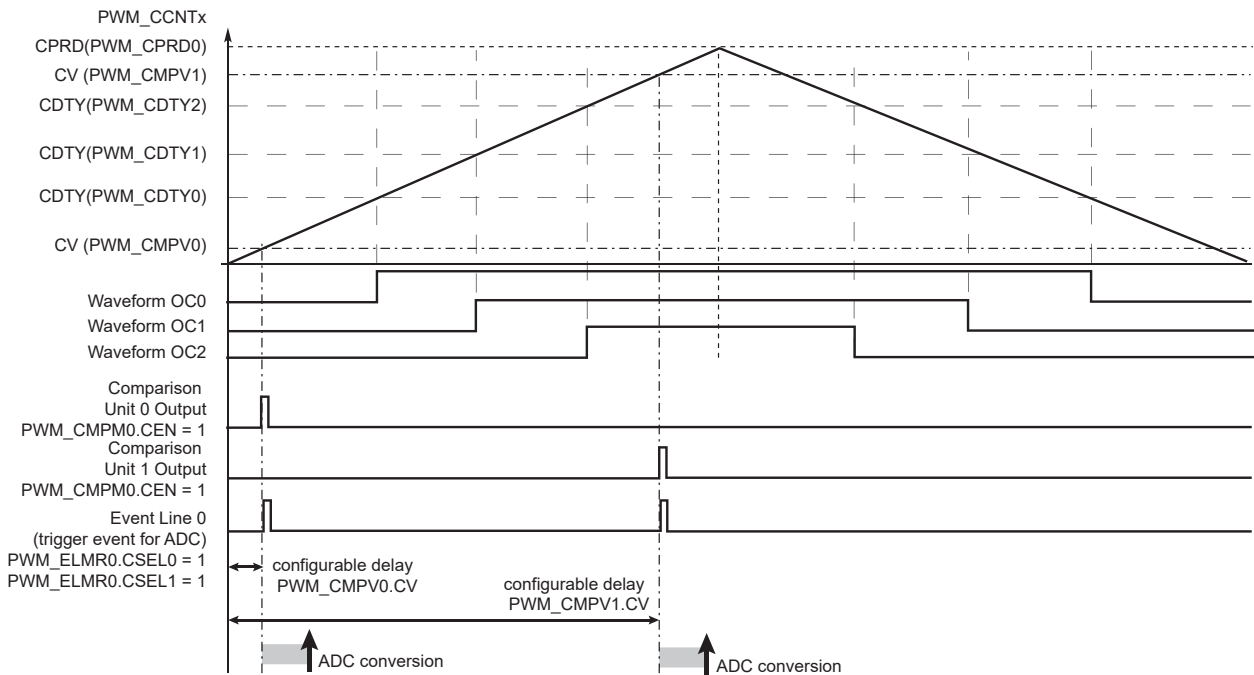 PWM_CCNTx
CPRD(PWM_CPRD0)
CV (PWM_CMPV1)
CDTY(PWM_CDTY2)
CDTY(PWM_CDTY1)
CDTY(PWM_CDTY0)
CV (PWM_CMPV0)
Waveform OC0
Waveform OC1
Waveform OC2
Comparison
Unit 0 Output
PWM_CMPM0.CEN = 1
Comparison
Unit 1 Output
PWM_CMPM0.CEN = 1
Event Line 0
(trigger event for ADC)
PWM_ELMR0.CSEL0 = 1
PWM_ELMR0.CSEL1 = 1
configurable delay
PWM_CMPV0.CV
configurable delay
PWM_CMPV1.CV
ADC conversion
ADC conversion